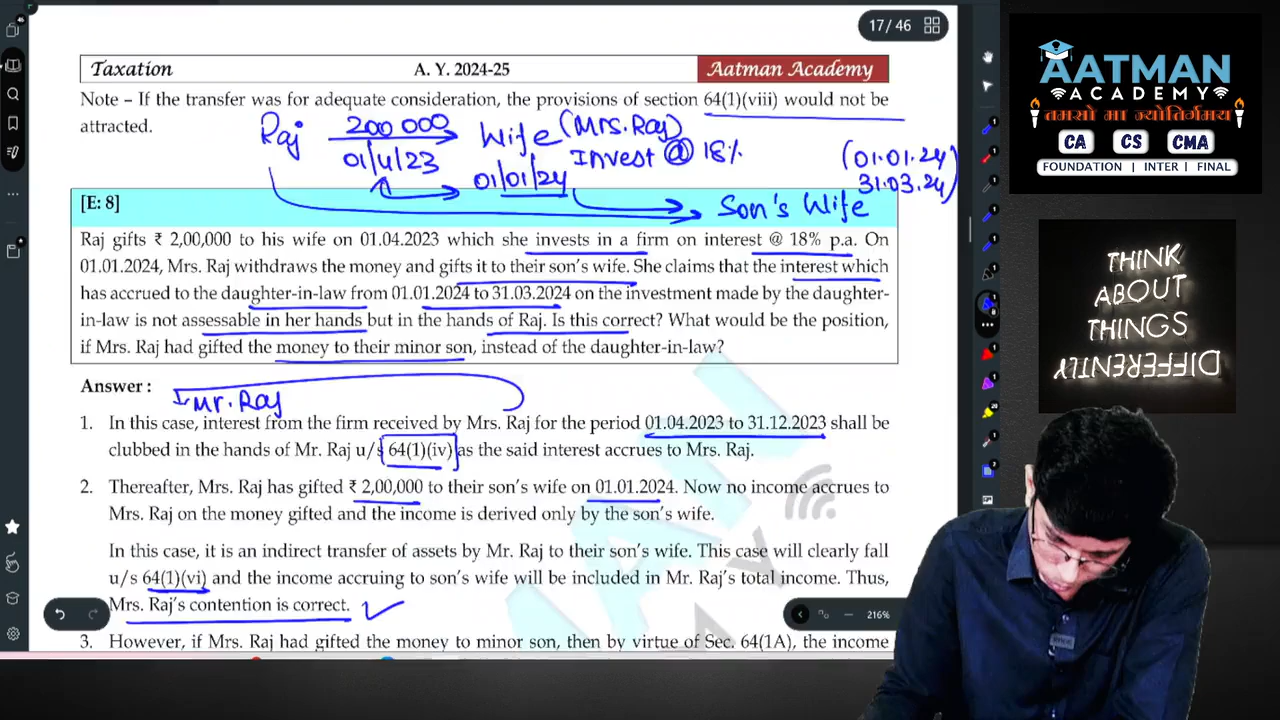 17 / 46
Taxation
A. Y. 2024-25
Aatman Academy
Note – If the transfer was for adequate consideration, the provisions of section 64(1)(viii) would not be
attracted.
Raj 200 000 Wife (Mrs. Raj)
01/4/23 Invest @ 18% (01.01.24
01/01/24 31.03.24)
Son's Wife
[E: 8]
Raj gifts ₹ 2,00,000 to his wife on 01.04.2023 which she invests in a firm on interest @ 18% p.a. On
01.01.2024, Mrs. Raj withdraws the money and gifts it to their son's wife. She claims that the interest which
has accrued to the daughter-in-law from 01.01.2024 to 31.03.2024 on the investment made by the daughter-
in-law is not assessable in her hands but in the hands of Raj. Is this correct? What would be the position,
if Mrs. Raj had gifted the money to their minor son, instead of the daughter-in-law?
Answer :
Mr. Raj
1. In this case, interest from the firm received by Mrs. Raj for the period 01.04.2023 to 31.12.2023 shall be
clubbed in the hands of Mr. Raj u/s 64(1)(iv) as the said interest accrues to Mrs. Raj.
2. Thereafter, Mrs. Raj has gifted ₹ 2,00,000 to their son's wife on 01.01.2024. Now no income accrues to
Mrs. Raj on the money gifted and the income is derived only by the son's wife.
In this case, it is an indirect transfer of assets by Mr. Raj to their son's wife. This case will clearly fall
u/s 64(1)(vi) and the income accruing to son's wife will be included in Mr. Raj's total income. Thus,
Mrs. Raj's contention is correct.
3. However, if Mrs. Raj had gifted the money to minor son, then by virtue of Sec. 64(1A), the income
216%
AATMAN
ACADEMY
तमसो मा ज्योतिर्गमय
CA CS CMA
FOUNDATION | INTER | FINAL
THINK
ABOUT
THINGS
DIFFERENTLY